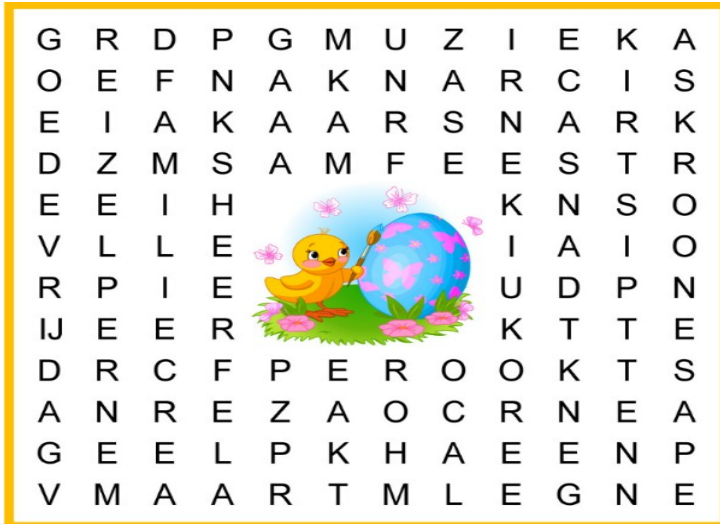 G R D P G M U Z I E K A
O E F N A K N A R C I S
E I A K A A R S N A R K
D Z M S A M F E E S T R
E E I H K N S O
V L L E I A I O
R P I E U D P N
IJ E E R K T T E
D R C F P E R O O K T S
A N R E Z A O C R N E A
G E E L P K H A E E N P
V M A A R T M L E G N E